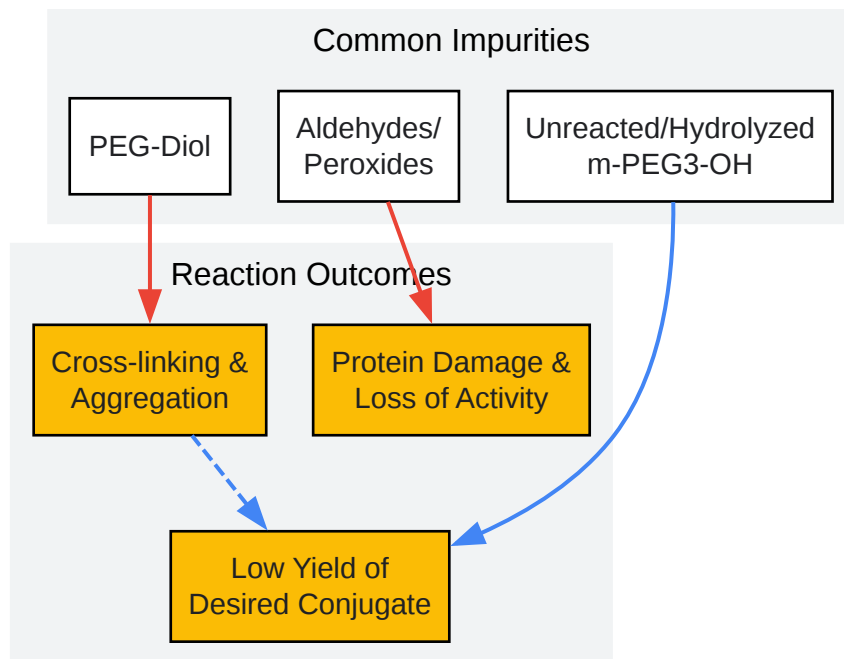 Common Impurities
PEG-Diol
Aldehydes/
Peroxides
Unreacted/Hydrolyzed
m-PEG3-OH
Reaction Outcomes
Cross-linking &
Aggregation
Protein Damage &
Loss of Activity
Low Yield of
Desired Conjugate